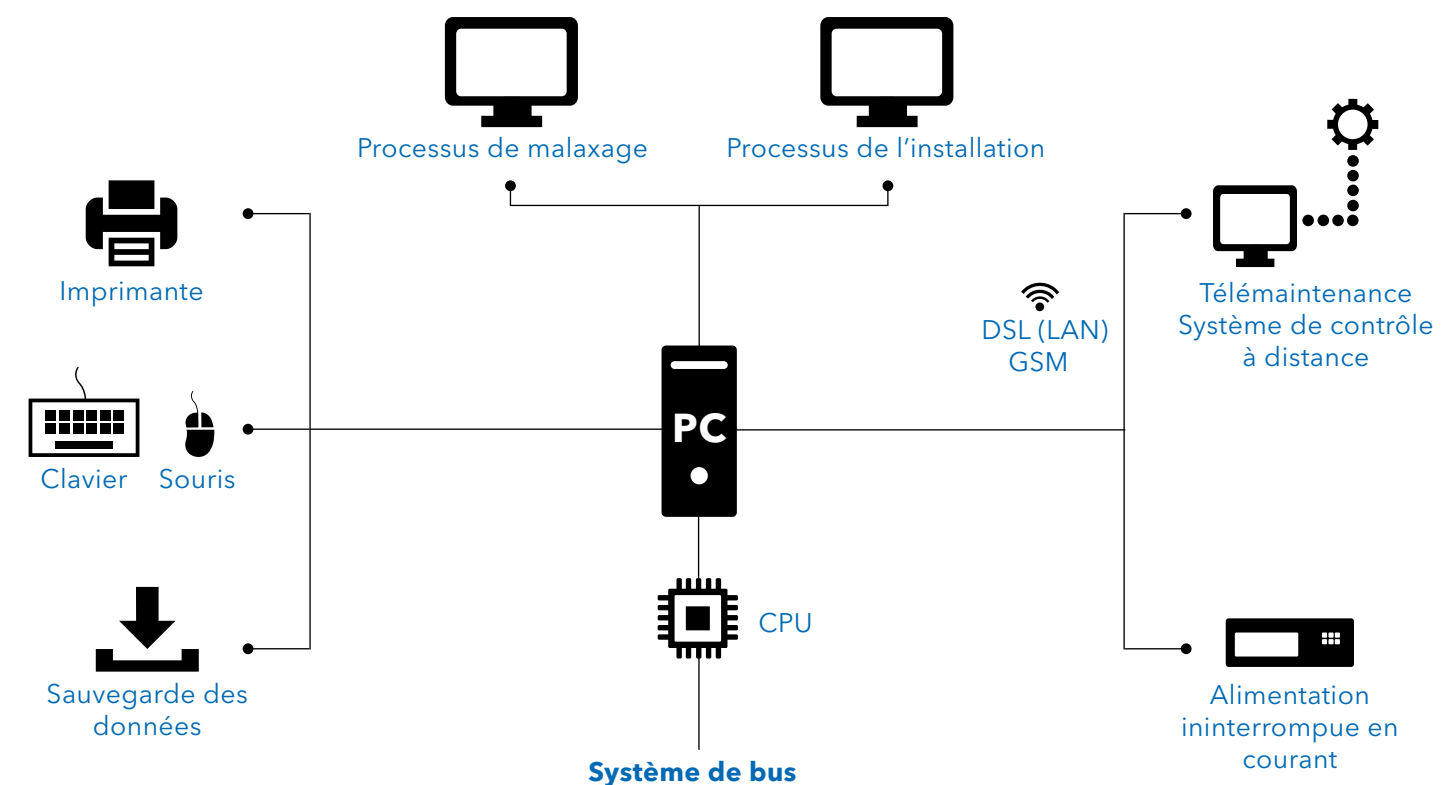 Processus de malaxage
Processus de l'installation
Imprimante
DSL (LAN)
GSM
Télémaintenance
Système de contrôle
à distance
PC
Clavier
Souris
CPU
Sauvegarde des
données
Alimentation
ininterrompue en
courant
Système de bus